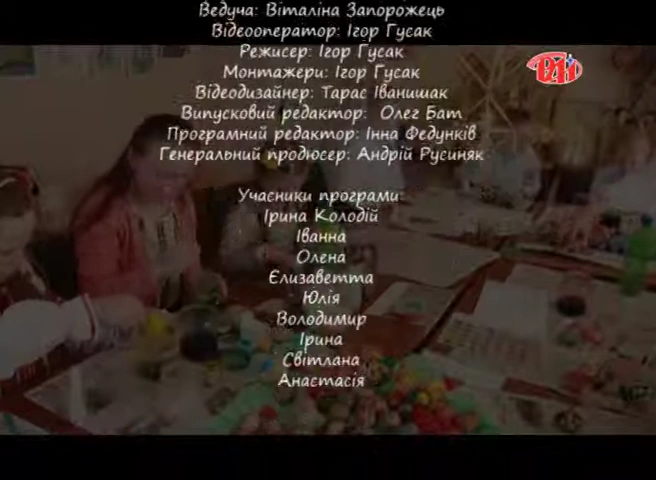 Ведуча: Віталіна Запорожець
Відеооператор: Ігор Гусак
Режисер: Ігор Гусак
Монтажери: Ігор Гусак
Відеодизайнер: Тарас Іванишак
Випусковий редактор: Олег Бат
Програмний редактор: Інна Федунків
Генеральний продюсер: Андрій Русиняк
Учасники програми:
Ірина Колодій
Іванна
Олена
Єлизаветта
Юлія
Володимир
Ірина
Світлана
Анастасія